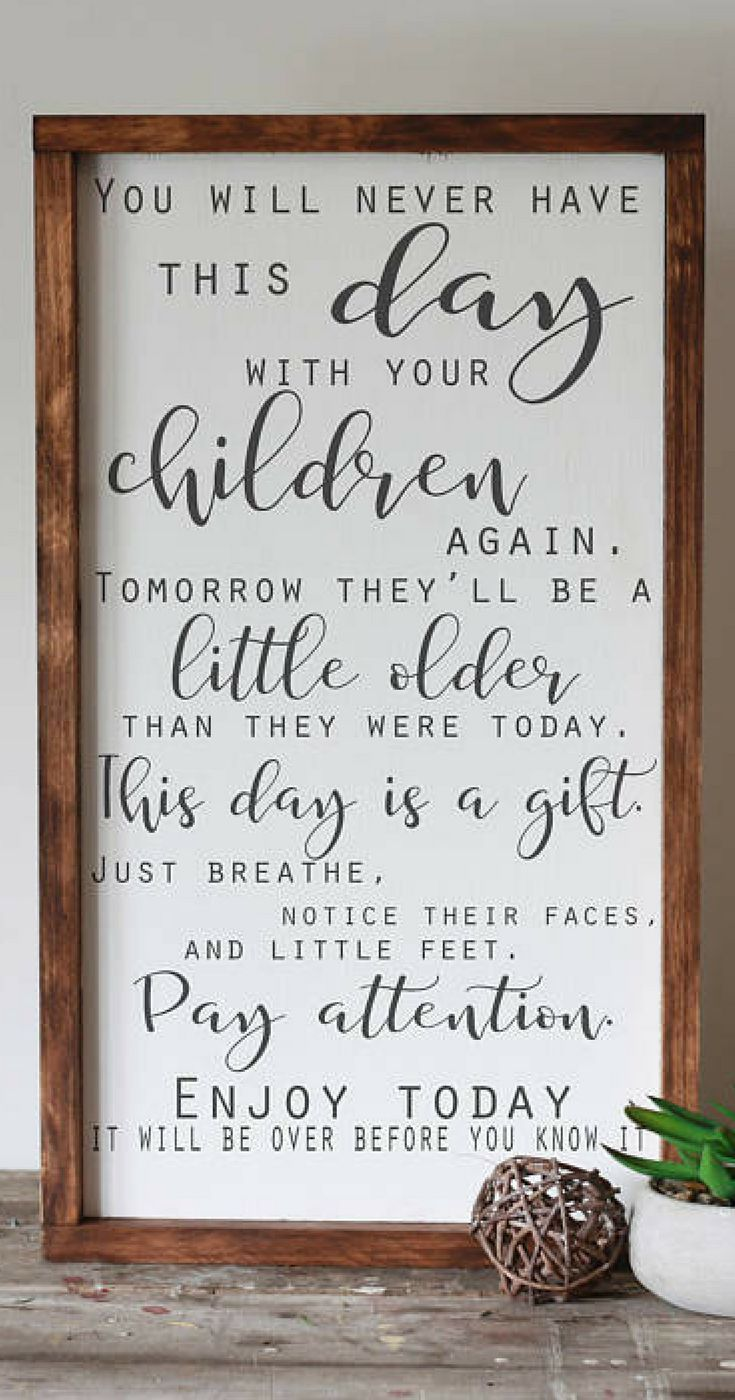 You will never have
this day
with your
children
again.
Tomorrow they'll be a
little older
than they were today.
This day is a gift.
Just breathe,
notice their faces,
and little feet.
Pay attention.
Enjoy today
it will be over before you know it